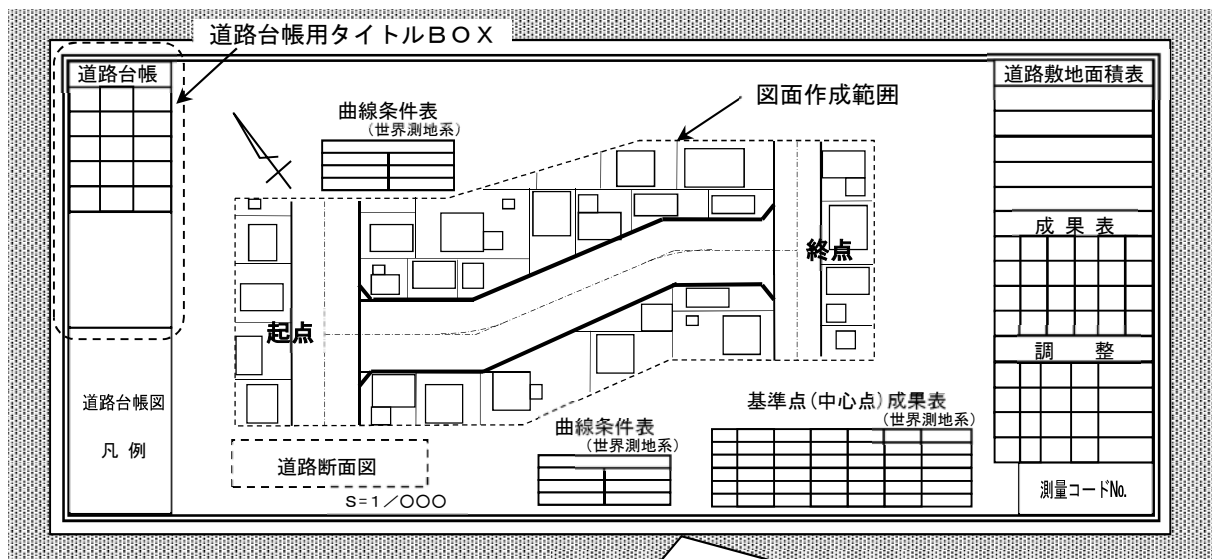 道路台帳用タイトルＢＯＸ
道路台帳
道路敷地面積表
図面作成範囲
曲線条件表
（世界測地系）
成 果 表
終点
起点
調　整
道路台帳図
凡 例
基準点（中心点）成果表
（世界測地系）
曲線条件表
（世界測地系）
道路断面図
S=1／○○○
測量コードNo.